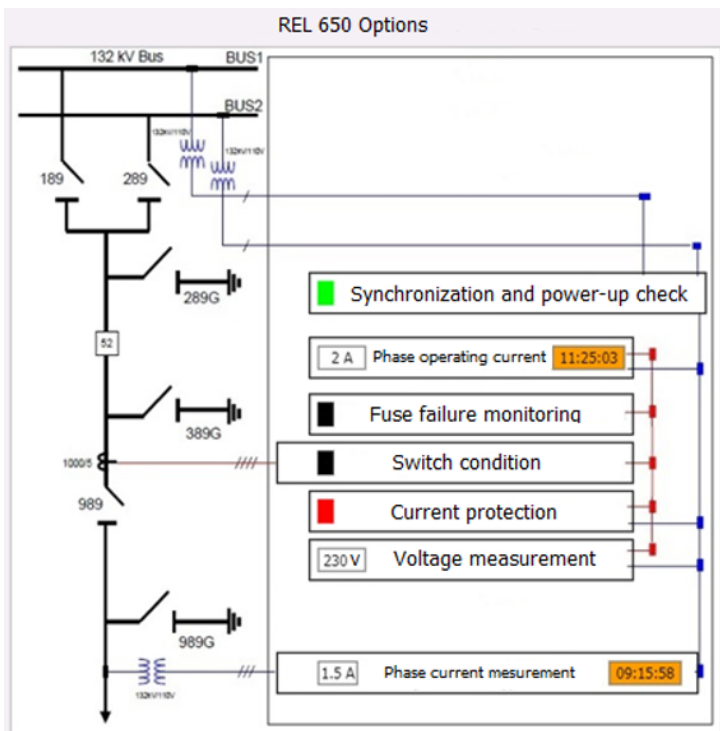 REL 650 Options
132 kV Bus
BUS1
BUS2
132kV/110V
132kV/110V
189
289
289G
Synchronization and power-up check
52
2 A
Phase operating current
11:25:03
Fuse failure monitoring
389G
1000/5
Switch condition
989
Current protection
230 V
Voltage measurement
989G
132kV/110V
1.5 A
Phase current mesurement
09:15:58